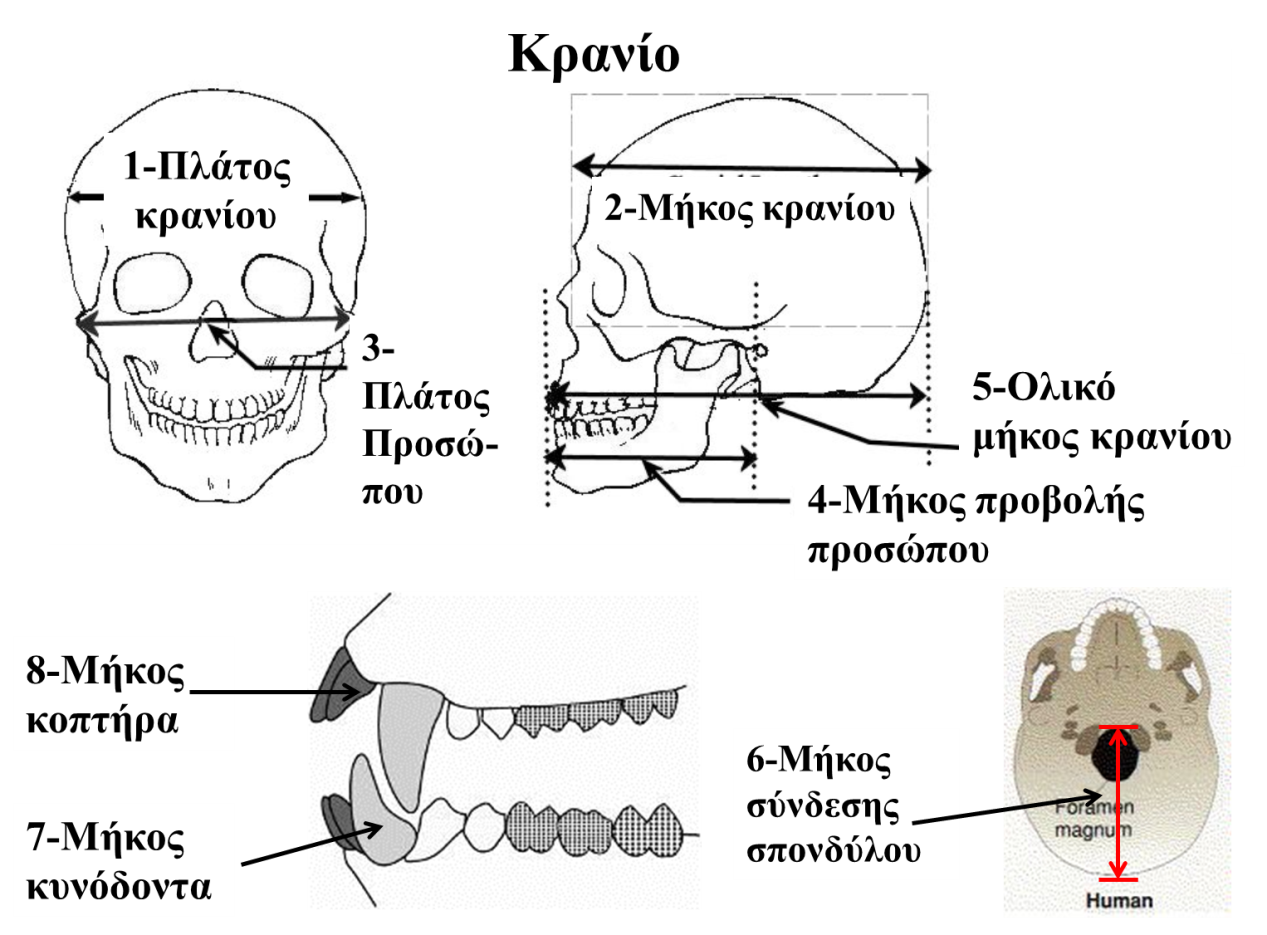 Κρανίο
1-Πλάτος
κρανίου
2-Μήκος κρανίου
3-
Πλάτος
Προσώ-
που
5-Ολικό
μήκος κρανίου
4-Μήκος προβολής
προσώπου
8-Μήκος
κοπτήρα
7-Μήκος
κυνόδοντα
6-Μήκος
σύνδεσης
σπονδύλου
Foramen
magnum
Human